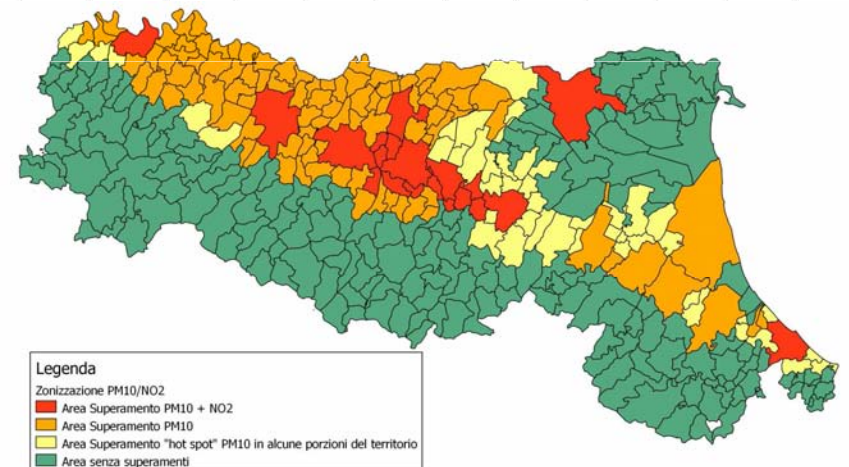 Legenda
Zonizzazione PM10/NO2
Area Superamento PM10 + NO2
Area Superamento PM10
Area Superamento "hot spot" PM10 in alcune porzioni del territorio
Area senza superamenti